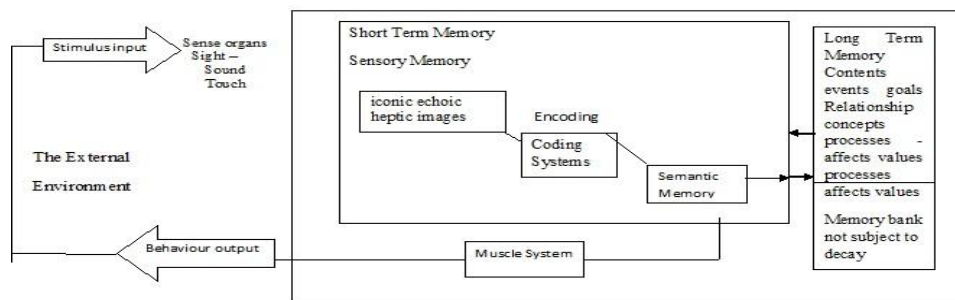 Stimulus input
Sense organs
Sight –
Sound
Touch
The External
Environment
Behaviour output
Short Term Memory
Sensory Memory
iconic echoic
heptic images
Encoding
Coding
Systems
Semantic
Memory
Muscle System
Long Term
Memory
Contents
events goals
Relationship
concepts
processes -
affects values
processes
affects values
Memory bank
not subject to
decay